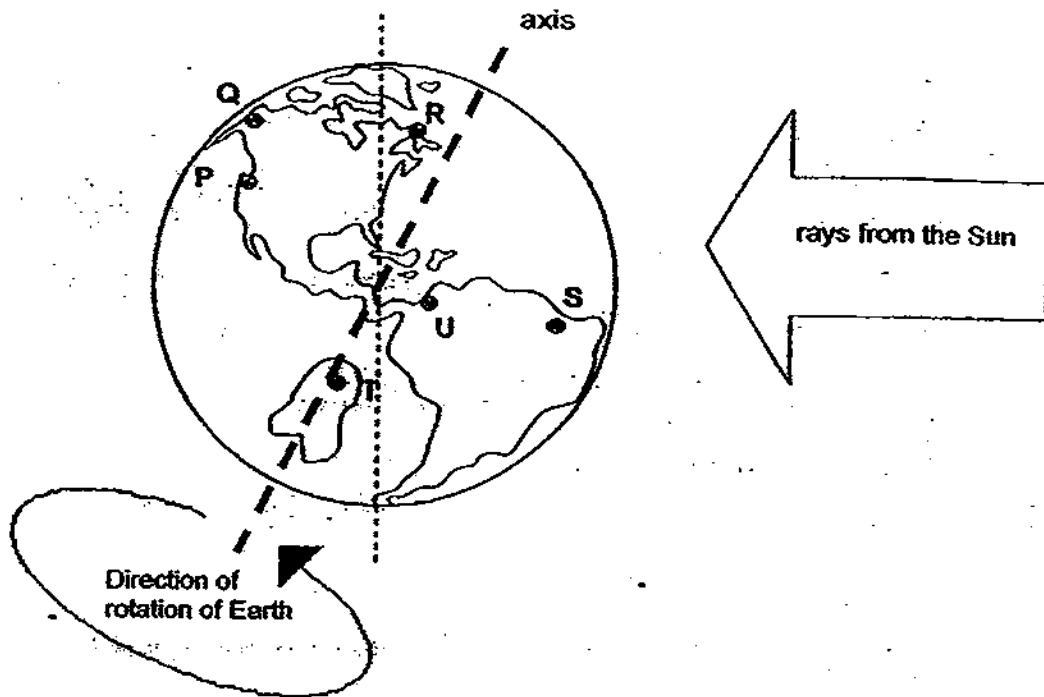 axis
Q
R
P
rays from the Sun
S
U
T
Direction of
rotation of Earth